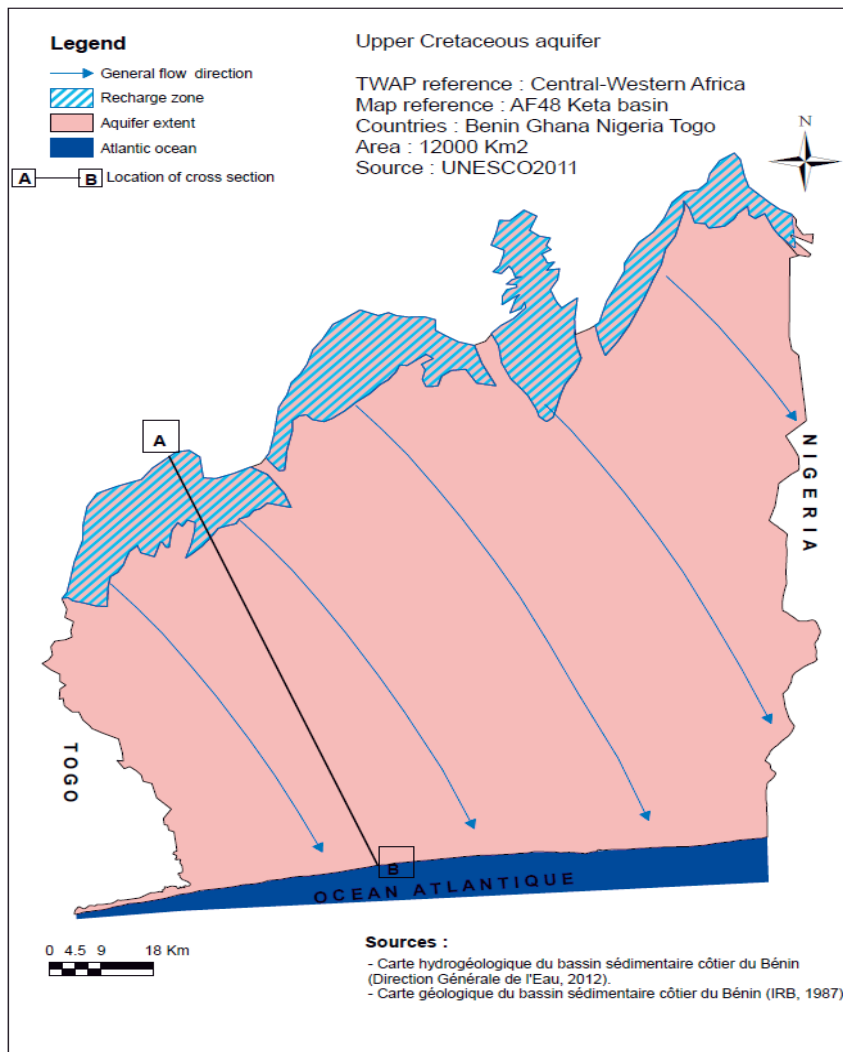 Legend
General flow direction
Recharge zone
Aquifer extent
Atlantic ocean
A B Location of cross section
Upper Cretaceous aquifer
TWAP reference : Central-Western Africa
Map reference : AF48 Keta basin
Countries : Benin Ghana Nigeria Togo
Area : 12000 Km2
Source : UNESCO2011
N
A
NIGERIA
TOGO
B
OCEAN ATLANTIQUE
0 4.5 9 18 Km
Sources :
- Carte hydrogéologique du bassin sédimentaire côtier du Bénin
(Direction Générale de l'Eau, 2012).
- Carte géologique du bassin sédimentaire côtier du Bénin (IRB, 1987)